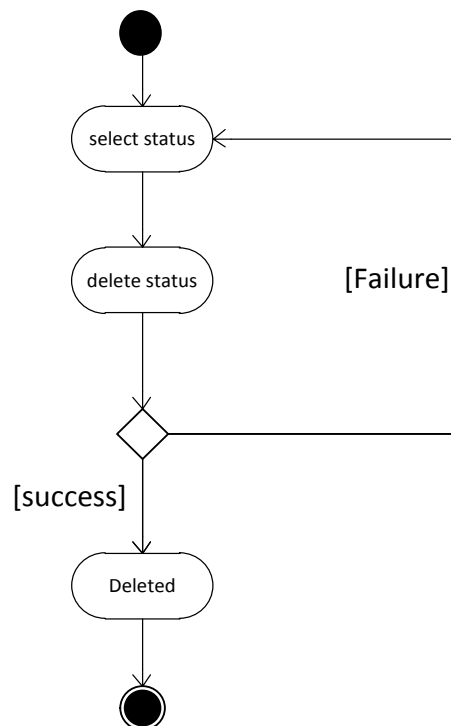 select status
delete status
[Failure]
[success]
Deleted